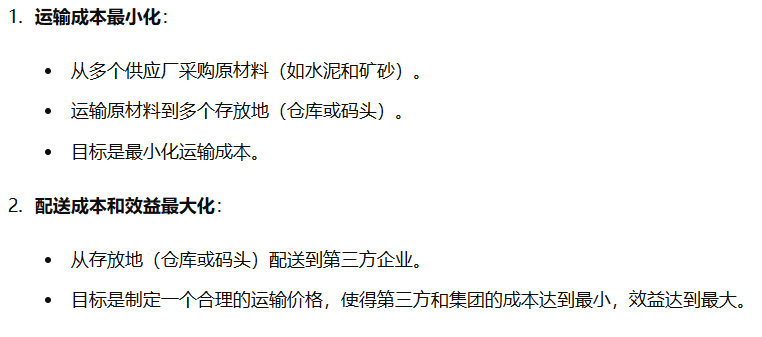 1. 运输成本最小化：
• 从多个供应厂采购原材料（如水泥和矿砂）。
• 运输原材料到多个存放地（仓库或码头）。
• 目标是最小化运输成本。
2. 配送成本和效益最大化：
• 从存放地（仓库或码头）配送到第三方企业。
• 目标是制定一个合理的运输价格，使得第三方和集团的成本达到最小，效益达到最大。